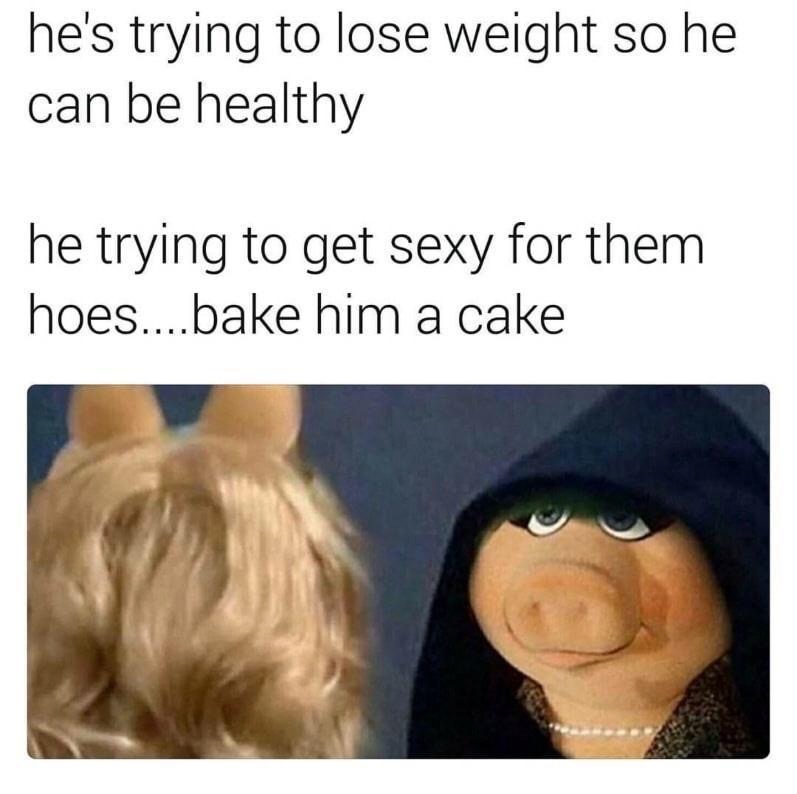 he's trying to lose weight so he
can be healthy
he trying to get sexy for them
hoes....bake him a cake